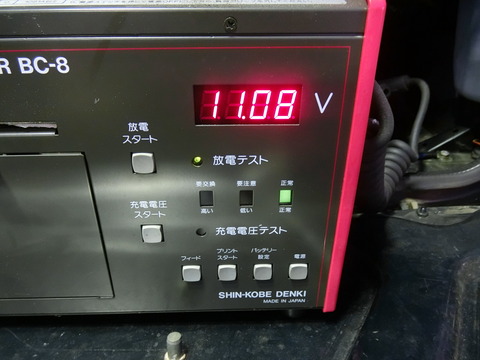 R BC-8
11.08 V
放電
スタート
放電テスト
要交換 要注意 正常
高い 低い 正常
充電電圧
スタート
充電電圧テスト
フィード プリント
スタート バッテリー
設定 電源
SHIN-KOBE DENKI
MADE IN JAPAN